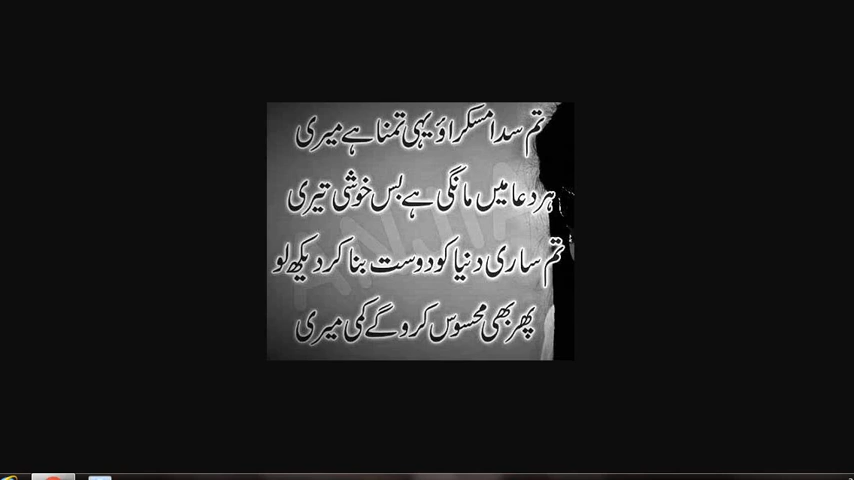 تم سدا مسکراؤ یہی تمنا ہے میری
ہر دعا میں مانگی ہے بس خوشی تیری
تم ساری دنیا کو دوست بنا کر دیکھ لو
پھر بھی محسوس کرو گے کمی میری